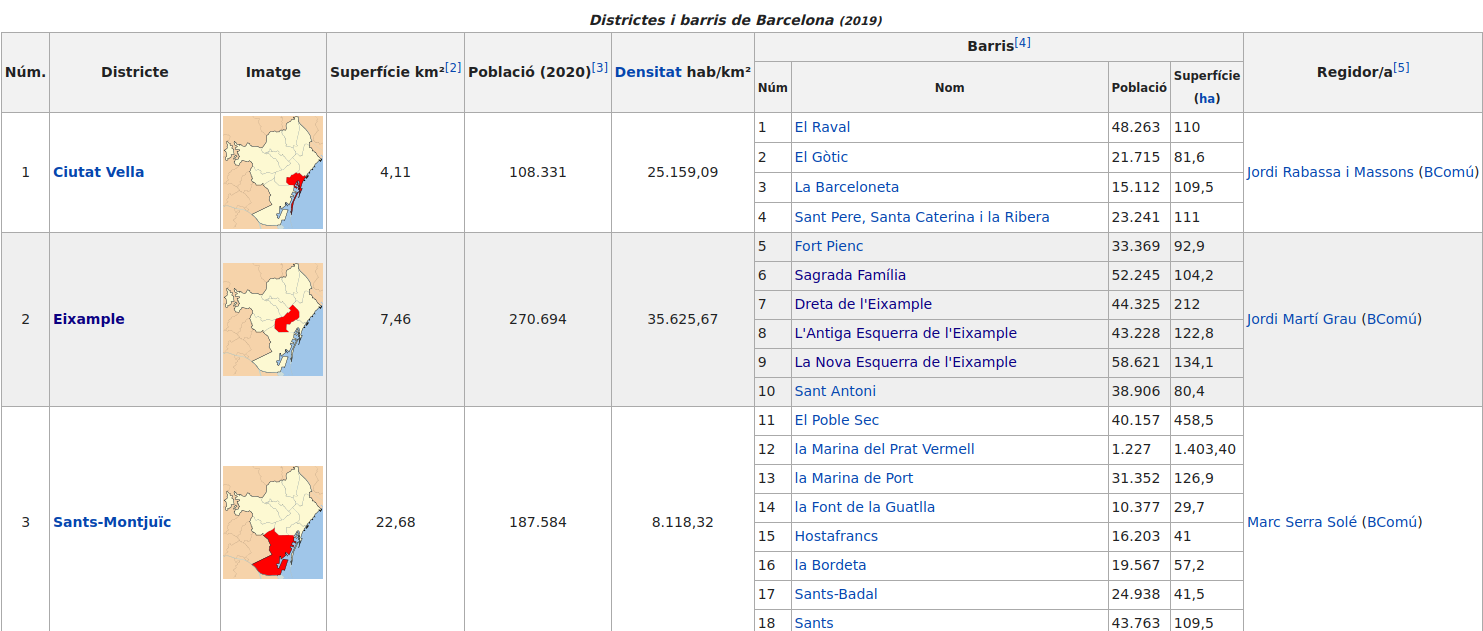 Districtes i barris de Barcelona (2019)
Núm. Districte Imatge Superfície km²[2] Població (2020)[3] Densitat hab/km² Barris[4] Regidor/a[5]
Núm Nom Població Superfície (ha)
1 Ciutat Vella 4,11 108.331 25.159,09 Jordi Rabassa i Massons (BComú)
1 El Raval 48.263 110
2 El Gòtic 21.715 81,6
3 La Barceloneta 15.112 109,5
4 Sant Pere, Santa Caterina i la Ribera 23.241 111
2 Eixample 7,46 270.694 35.625,67 Jordi Martí Grau (BComú)
5 Fort Pienc 33.369 92,9
6 Sagrada Família 52.245 104,2
7 Dreta de l'Eixample 44.325 212
8 L'Antiga Esquerra de l'Eixample 43.228 122,8
9 La Nova Esquerra de l'Eixample 58.621 134,1
10 Sant Antoni 38.906 80,4
3 Sants-Montjuïc 22,68 187.584 8.118,32 Marc Serra Solé (BComú)
11 El Poble Sec 40.157 458,5
12 la Marina del Prat Vermell 1.227 1.403,40
13 la Marina de Port 31.352 126,9
14 la Font de la Guatlla 10.377 29,7
15 Hostafrancs 16.203 41
16 la Bordeta 19.567 57,2
17 Sants-Badal 24.938 41,5
18 Sants 43.763 109,5